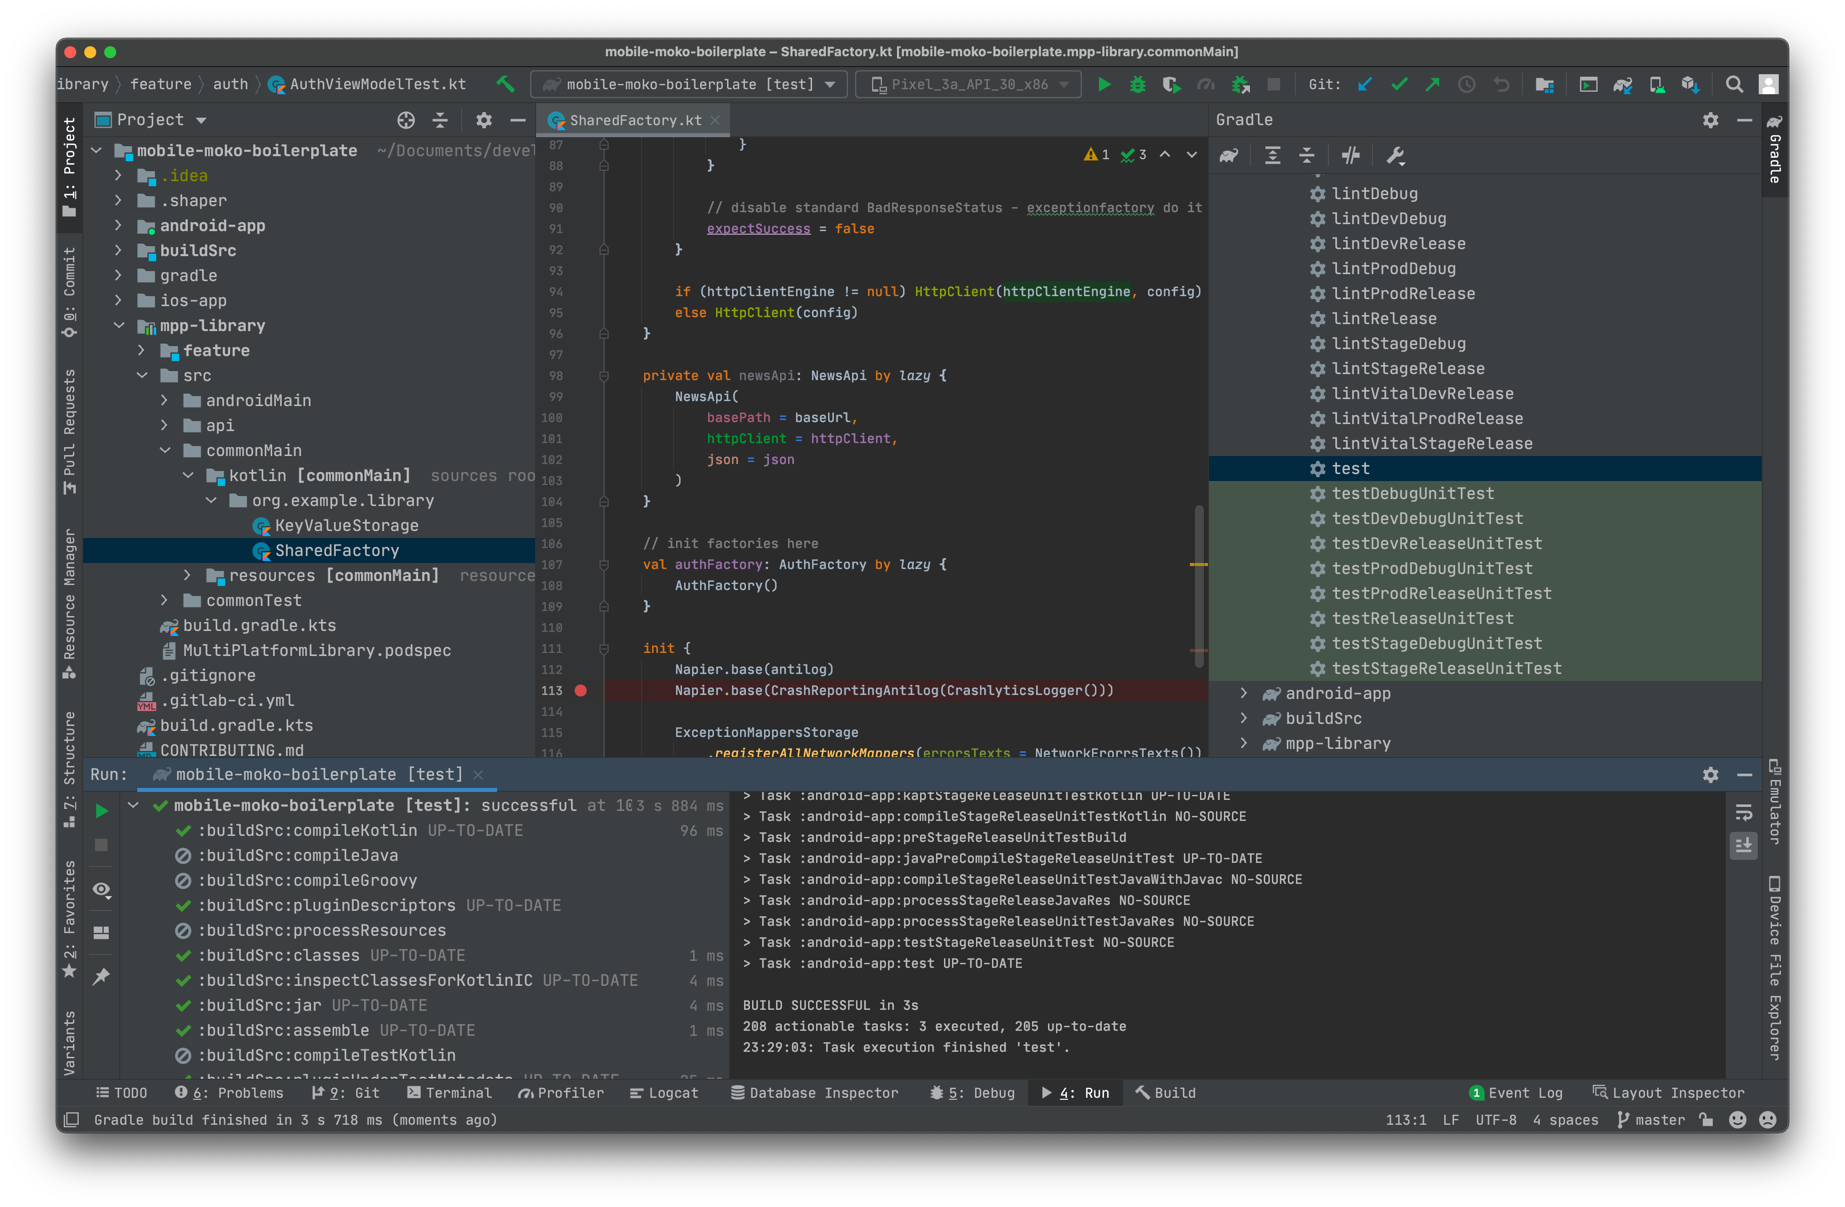 mobile-moko-boilerplate – SharedFactory.kt [mobile-moko-boilerplate.mpp-library.commonMain]
ibrary › feature › auth › AuthViewModelTest.kt
mobile-moko-boilerplate [test]
Pixel_3a_API_30_x86
Git:
1: Project
0: Commit
Pull Requests
Resource Manager
7: Structure
2: Favorites
Variants
Project
mobile-moko-boilerplate ~/Documents/devel
.idea
.shaper
android-app
buildSrc
gradle
ios-app
mpp-library
feature
src
androidMain
api
commonMain
kotlin [commonMain] sources roo
org.example.library
KeyValueStorage
SharedFactory
resources [commonMain] resource
commonTest
build.gradle.kts
MultiPlatformLibrary.podspec
.gitignore
.gitlab-ci.yml
build.gradle.kts
CONTRIBUTING.md
SharedFactory.kt
1 3
87 }
88 }
89
90 // disable standard BadResponseStatus - exceptionfactory do it
91 expectSuccess = false
92 }
93
94 if (httpClientEngine != null) HttpClient(httpClientEngine, config)
95 else HttpClient(config)
96 }
97
98 private val newsApi: NewsApi by lazy {
99 NewsApi(
100 basePath = baseUrl,
101 httpClient = httpClient,
102 json = json
103 )
104 }
105
106 // init factories here
107 val authFactory: AuthFactory by lazy {
108 AuthFactory()
109 }
110
111 init {
112 Napier.base(antilog)
113 Napier.base(CrashReportingAntilog(CrashlyticsLogger()))
114
115 ExceptionMappersStorage
116 .registerAllNetworkMappers(errorsTexts = NetworkErorrsTexts())
Gradle
lintDebug
lintDevDebug
lintDevRelease
lintProdDebug
lintProdRelease
lintRelease
lintStageDebug
lintStageRelease
lintVitalDevRelease
lintVitalProdRelease
lintVitalStageRelease
test
testDebugUnitTest
testDevDebugUnitTest
testDevReleaseUnitTest
testProdDebugUnitTest
testProdReleaseUnitTest
testReleaseUnitTest
testStageDebugUnitTest
testStageReleaseUnitTest
android-app
buildSrc
mpp-library
Gradle
Emulator
Device File Explorer
Run: mobile-moko-boilerplate [test]
mobile-moko-boilerplate [test]: successful at 3 s 884 ms
:buildSrc:compileKotlin UP-TO-DATE 96 ms
:buildSrc:compileJava
:buildSrc:compileGroovy
:buildSrc:pluginDescriptors UP-TO-DATE
:buildSrc:processResources
:buildSrc:classes UP-TO-DATE 1 ms
:buildSrc:inspectClassesForKotlinIC UP-TO-DATE 4 ms
:buildSrc:jar UP-TO-DATE 4 ms
:buildSrc:assemble UP-TO-DATE 1 ms
:buildSrc:compileTestKotlin
:buildSrc:pluginUnderTestMetadata UP-TO-DATE
> Task :android-app:kaptStageReleaseUnitTestKotlin UP-TO-DATE
> Task :android-app:compileStageReleaseUnitTestKotlin NO-SOURCE
> Task :android-app:preStageReleaseUnitTestBuild
> Task :android-app:javaPreCompileStageReleaseUnitTest UP-TO-DATE
> Task :android-app:compileStageReleaseUnitTestJavaWithJavac NO-SOURCE
> Task :android-app:processStageReleaseJavaRes NO-SOURCE
> Task :android-app:processStageReleaseUnitTestJavaRes NO-SOURCE
> Task :android-app:testStageReleaseUnitTest NO-SOURCE
> Task :android-app:test UP-TO-DATE
BUILD SUCCESSFUL in 3s
208 actionable tasks: 3 executed, 205 up-to-date
23:29:03: Task execution finished 'test'.
TODO 6: Problems 9: Git Terminal Profiler Logcat Database Inspector 5: Debug 4: Run Build 1 Event Log Layout Inspector
Gradle build finished in 3 s 718 ms (moments ago) 113:1 LF UTF-8 4 spaces master